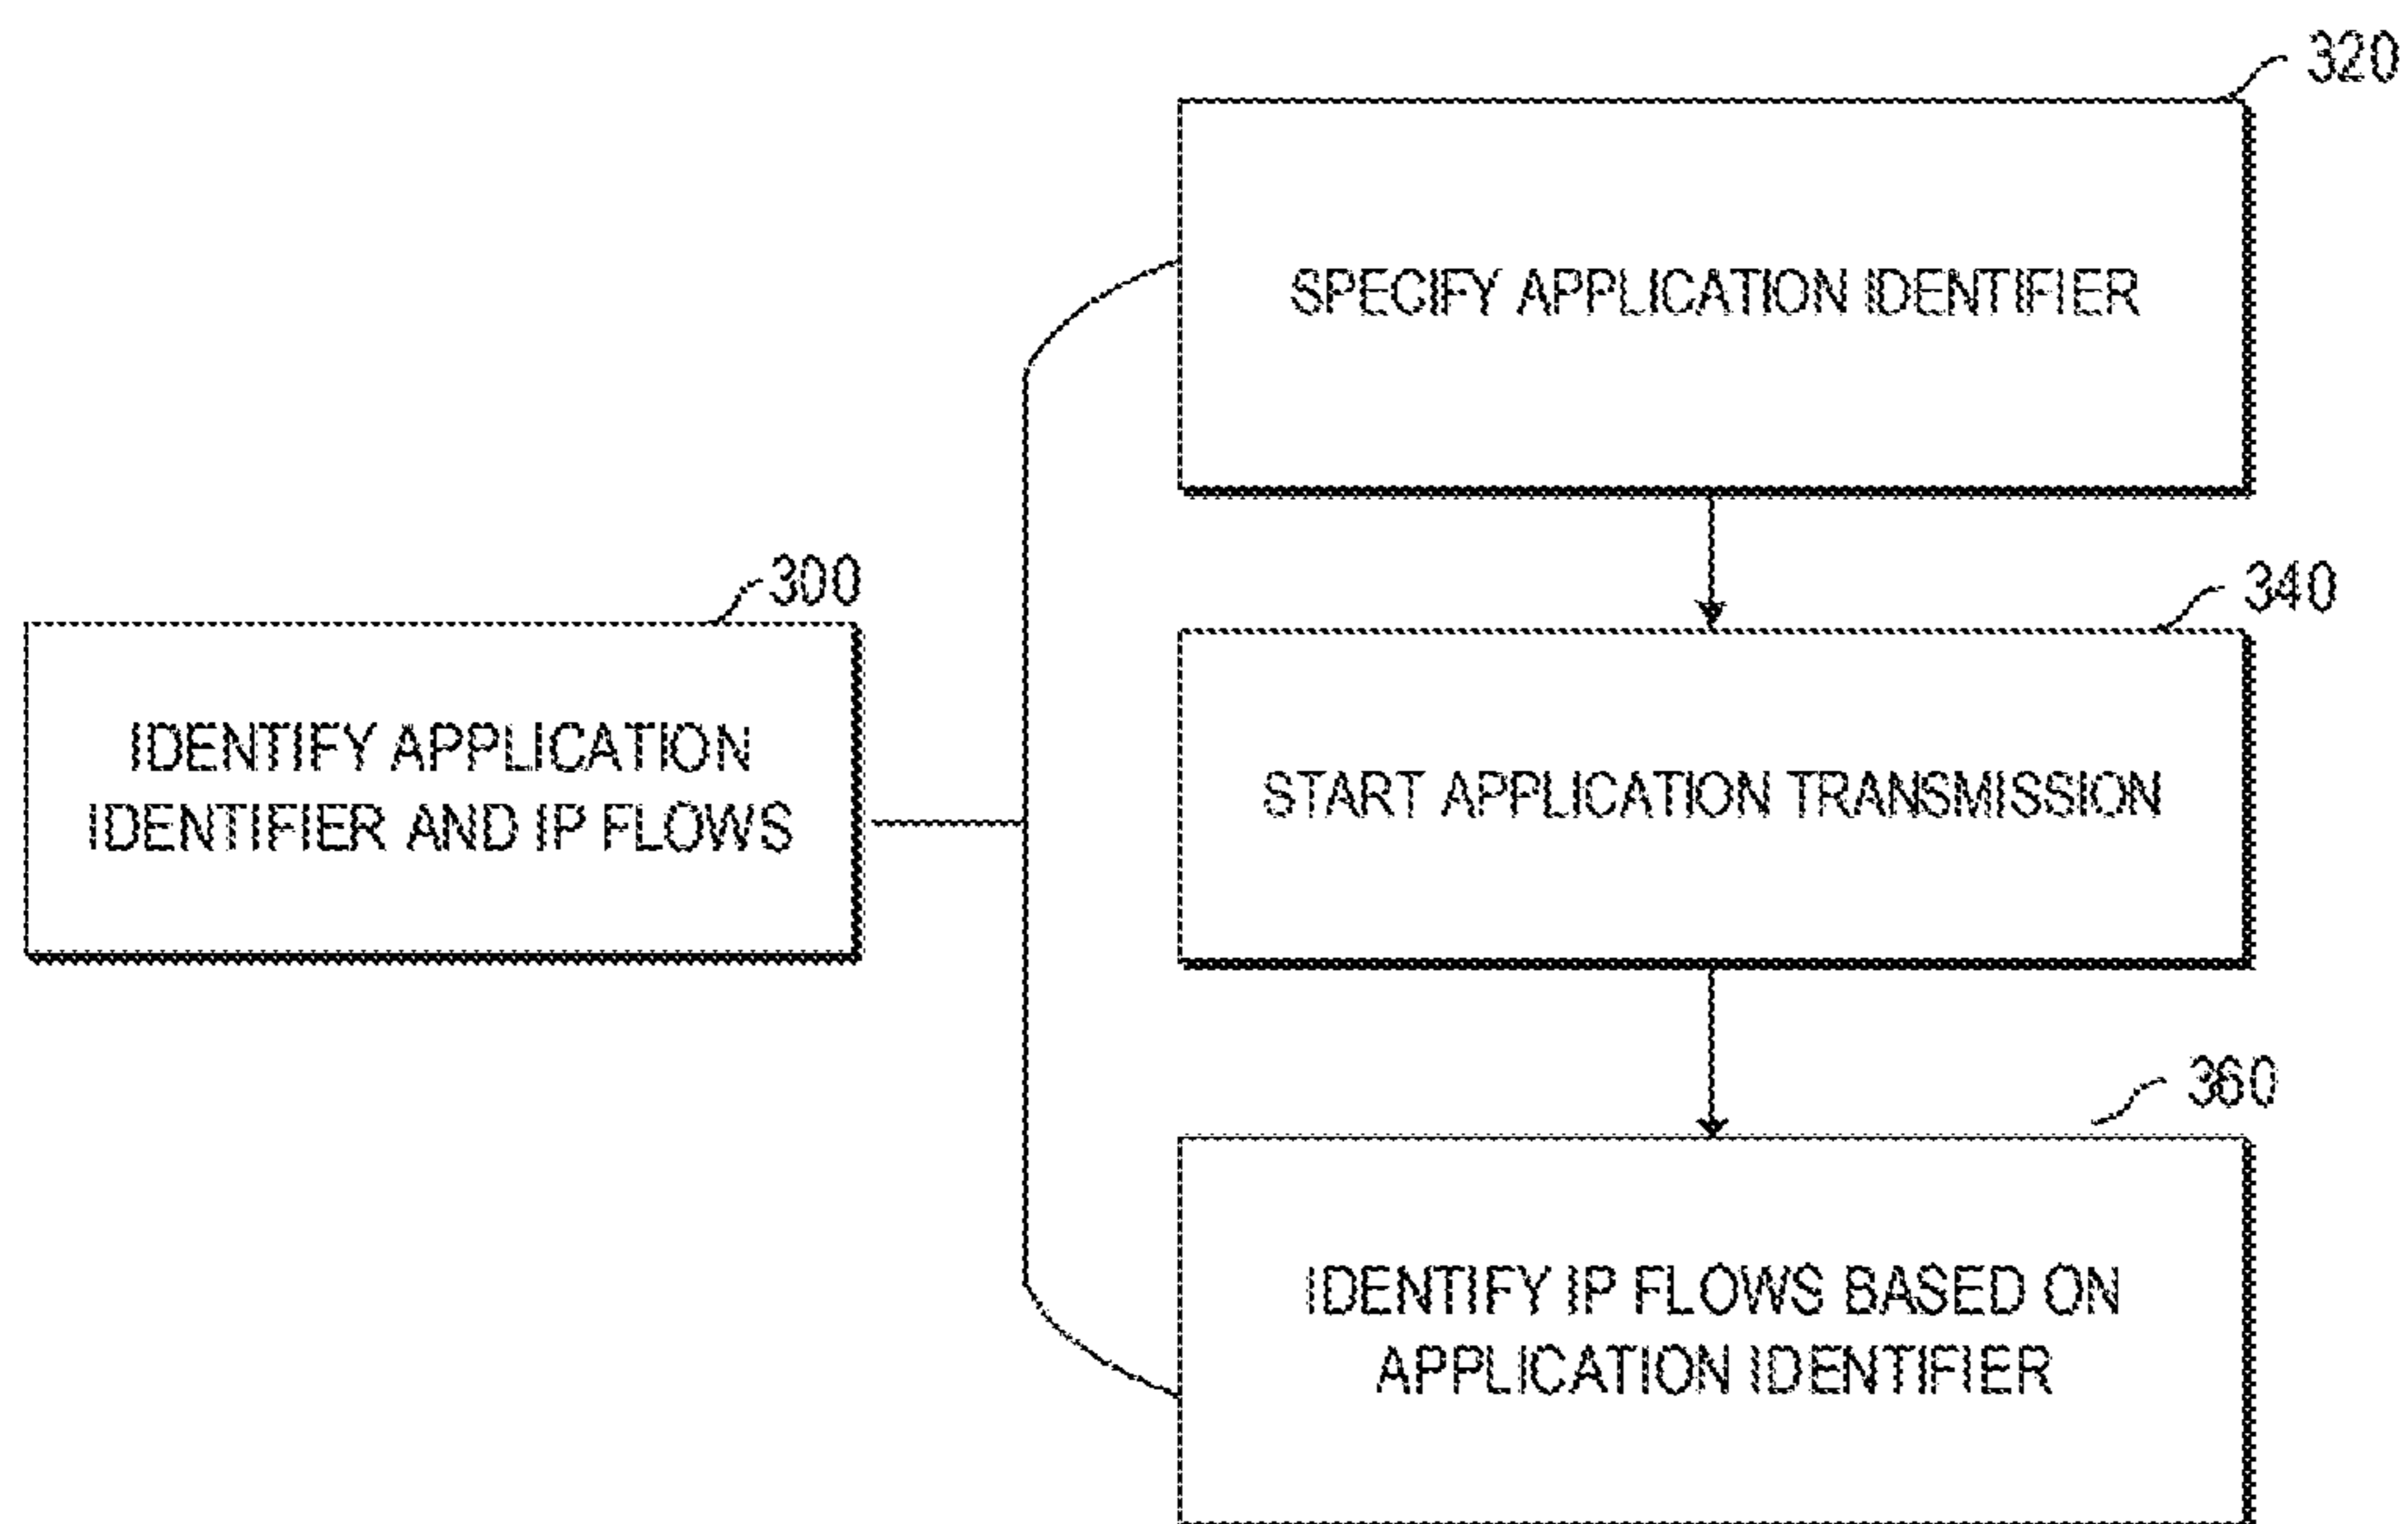 320
SPECIFY APPLICATION IDENTIFIER
300
IDENTIFY APPLICATION
IDENTIFIER AND IP FLOWS
340
START APPLICATION TRANSMISSION
360
IDENTIFY IP FLOWS BASED ON
APPLICATION IDENTIFIER